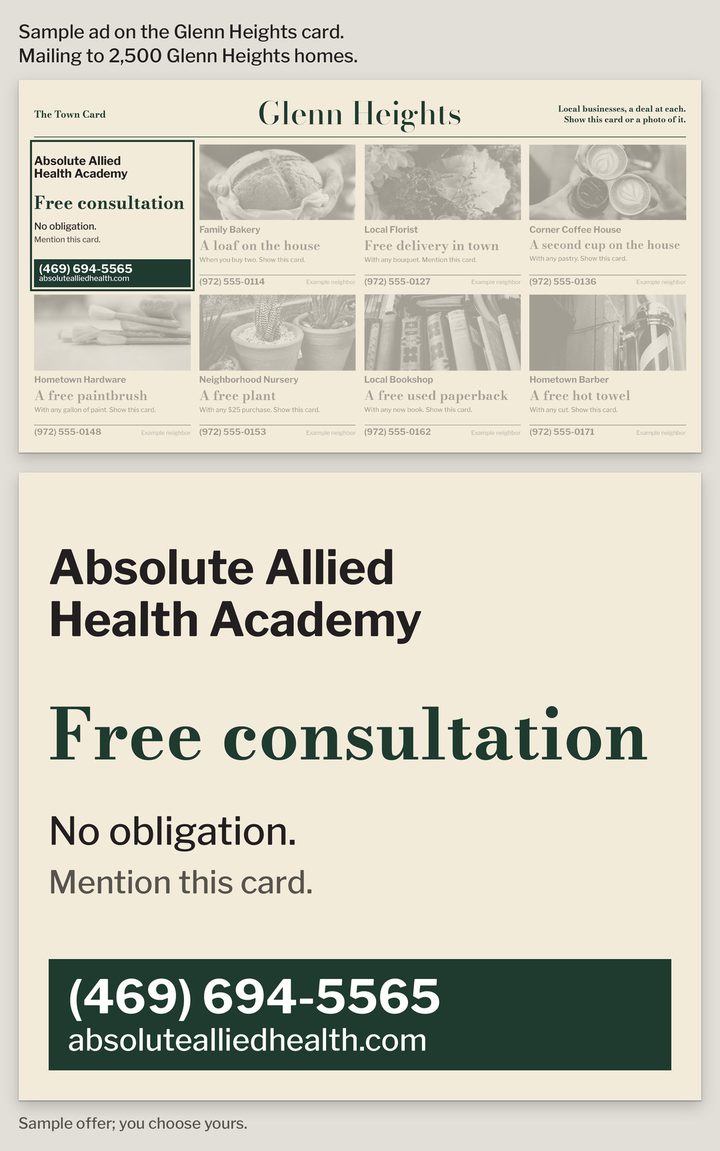 Sample ad on the Glenn Heights card.
Mailing to 2,500 Glenn Heights homes.
The Town Card
Glenn Heights
Local businesses, a deal at each.
Show this card or a photo of it.
Absolute Allied
Health Academy
Free consultation
No obligation.
Mention this card.
(469) 694-5565
absolutealliedhealth.com
Family Bakery
A loaf on the house
When you buy two. Show this card.
(972) 555-0114 Example neighbor
Local Florist
Free delivery in town
With any bouquet. Mention this card.
(972) 555-0127 Example neighbor
Corner Coffee House
A second cup on the house
With any pastry. Show this card.
(972) 555-0136 Example neighbor
Hometown Hardware
A free paintbrush
With any gallon of paint. Show this card.
(972) 555-0148 Example neighbor
Neighborhood Nursery
A free plant
With any $25 purchase. Show this card.
(972) 555-0153 Example neighbor
Local Bookshop
A free used paperback
With any new book. Show this card.
(972) 555-0162 Example neighbor
Hometown Barber
A free hot towel
With any cut. Show this card.
(972) 555-0171 Example neighbor
Absolute Allied
Health Academy
Free consultation
No obligation.
Mention this card.
(469) 694-5565
absolutealliedhealth.com
Sample offer; you choose yours.